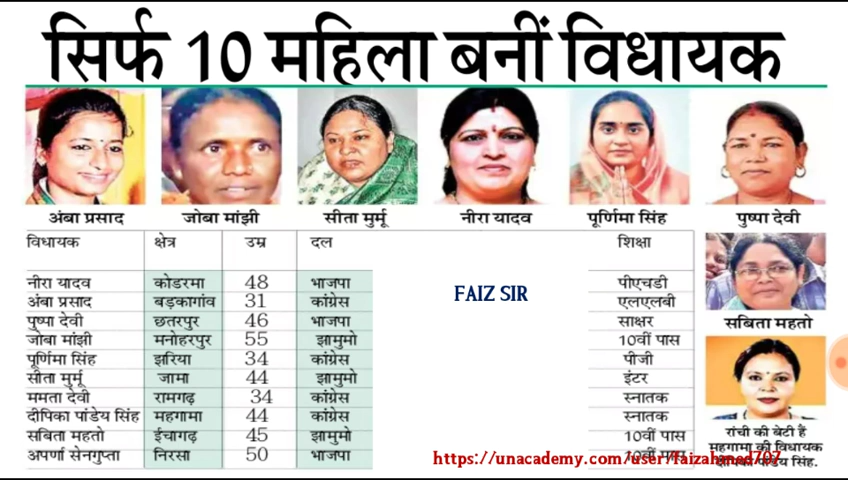 सिर्फ 10 महिला बनीं विधायक
अंबा प्रसाद जोबा मांझी सीता मुर्मू नीरा यादव पूर्णिमा सिंह पुष्पा देवी
विधायक क्षेत्र उम्र दल शिक्षा
नीरा यादव कोडरमा 48 भाजपा पीएचडी
अंबा प्रसाद बड़कागांव 31 कांग्रेस एलएलबी
पुष्पा देवी छतरपुर 46 भाजपा साक्षर
जोबा मांझी मनोहरपुर 55 झामुमो 10वीं पास
पूर्णिमा सिंह झरिया 34 कांग्रेस पीजी
सीता मुर्मू जामा 44 झामुमो इंटर
ममता देवी रामगढ़ 34 कांग्रेस स्नातक
दीपिका पांडेय सिंह महगामा 44 कांग्रेस स्नातक
सबिता महतो ईचागढ़ 45 झामुमो 10वीं पास
अपर्णा सेनगुप्ता निरसा 50 भाजपा 10वीं पास
FAIZ SIR
सबिता महतो
रांची की बेटी हैं
महगामा की विधायक
दीपिका पांडेय सिंह.
https://unacademy.com/user/faizahmed707